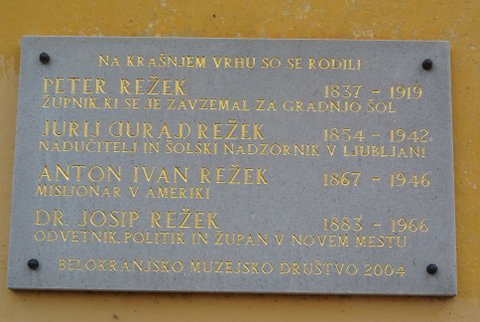 NA KRAŠNJEM VRHU SO SE RODILI:
PETER REŽEK 1837 - 1919
ŽUPNIK, KI SE JE ZAVZEMAL ZA GRADNJO ŠOL
JURIJ (JURAJ) REŽEK 1854 - 1942
NADUČITELJ IN ŠOLSKI NADZORNIK V LJUBLJANI
ANTON IVAN REŽEK 1867 - 1946
MISIJONAR V AMERIKI
DR. JOSIP REŽEK 1883 - 1966
ODVETNIK, POLITIK IN ŽUPAN V NOVEM MESTU
BELOKRANJSKO MUZEJSKO DRUŠTVO 2004